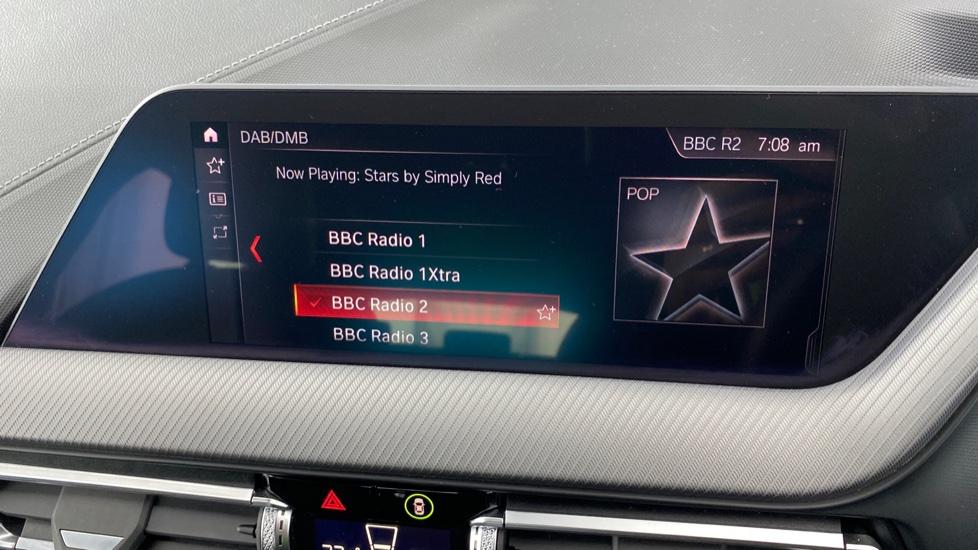 DAB/DMB
BBC R2 7:08 am
Now Playing: Stars by Simply Red
POP
BBC Radio 1
BBC Radio 1Xtra
BBC Radio 2
BBC Radio 3